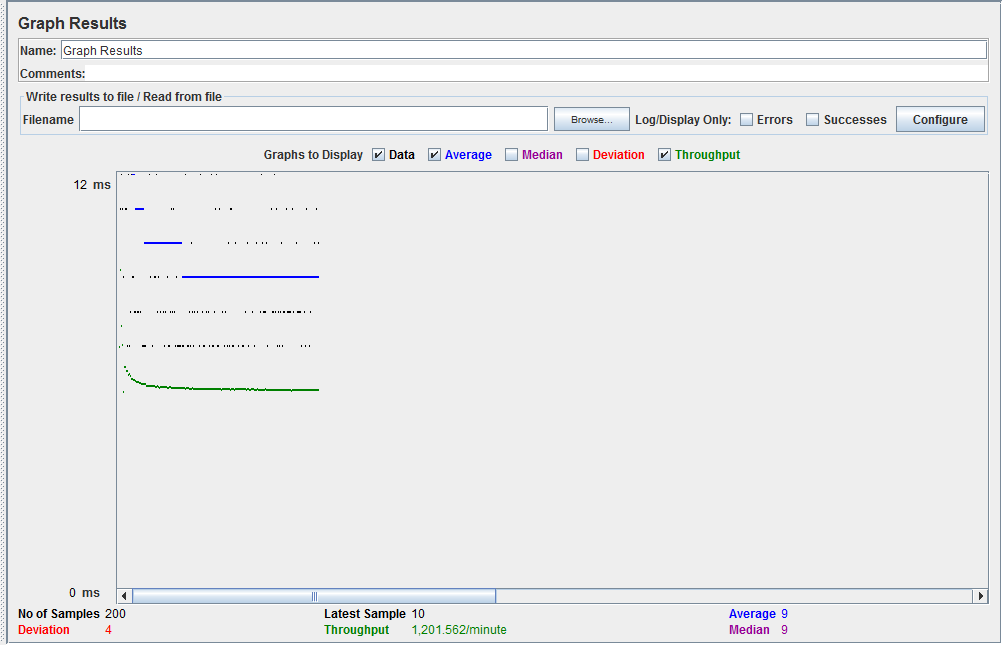 Graph Results
Name: Graph Results
Comments:
Write results to file / Read from file
Filename Browse... Log/Display Only: Errors Successes Configure
Graphs to Display Data Average Median Deviation Throughput
12 ms
0 ms
No of Samples 200 Latest Sample 10 Average 9
Deviation 4 Throughput 1,201.562/minute Median 9